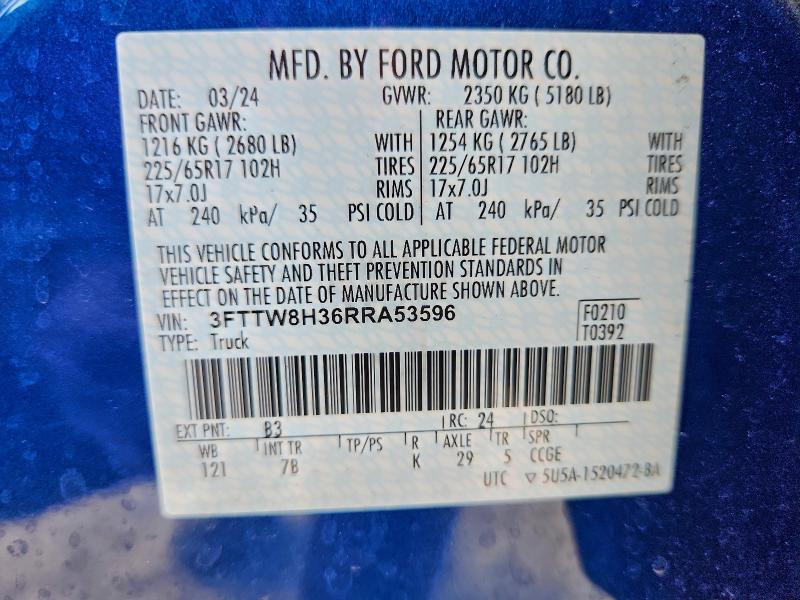 MFD. BY FORD MOTOR CO.
DATE: 03/24 GVWR: 2350 KG ( 5180 LB)
FRONT GAWR: REAR GAWR:
1216 KG ( 2680 LB) WITH 1254 KG ( 2765 LB) WITH
225/65R17 102H TIRES 225/65R17 102H TIRES
17x7.0J RIMS 17x7.0J RIMS
AT 240 kPa/ 35 PSI COLD AT 240 kPa/ 35 PSI COLD
THIS VEHICLE CONFORMS TO ALL APPLICABLE FEDERAL MOTOR
VEHICLE SAFETY AND THEFT PREVENTION STANDARDS IN
EFFECT ON THE DATE OF MANUFACTURE SHOWN ABOVE.
VIN: 3FTTW8H36RRA53596 F0210
TYPE: Truck T0392
EXT PNT: B3 RC: 24 DSO:
WB INT TR TP/PS R AXLE TR SPR
121 7B K 29 5 CCGE
UTC ▽ 5U5A-1520472-BA